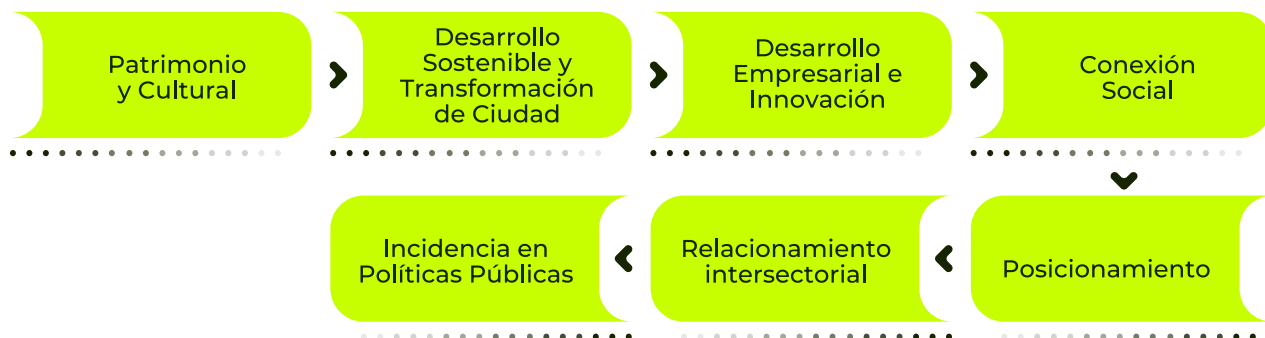 Patrimonio
y Cultural
Desarrollo
Sostenible y
Transformación
de Ciudad
Desarrollo
Empresarial e
Innovación
Conexión
Social
Posicionamiento
Relacionamiento
intersectorial
Incidencia en
Políticas Públicas